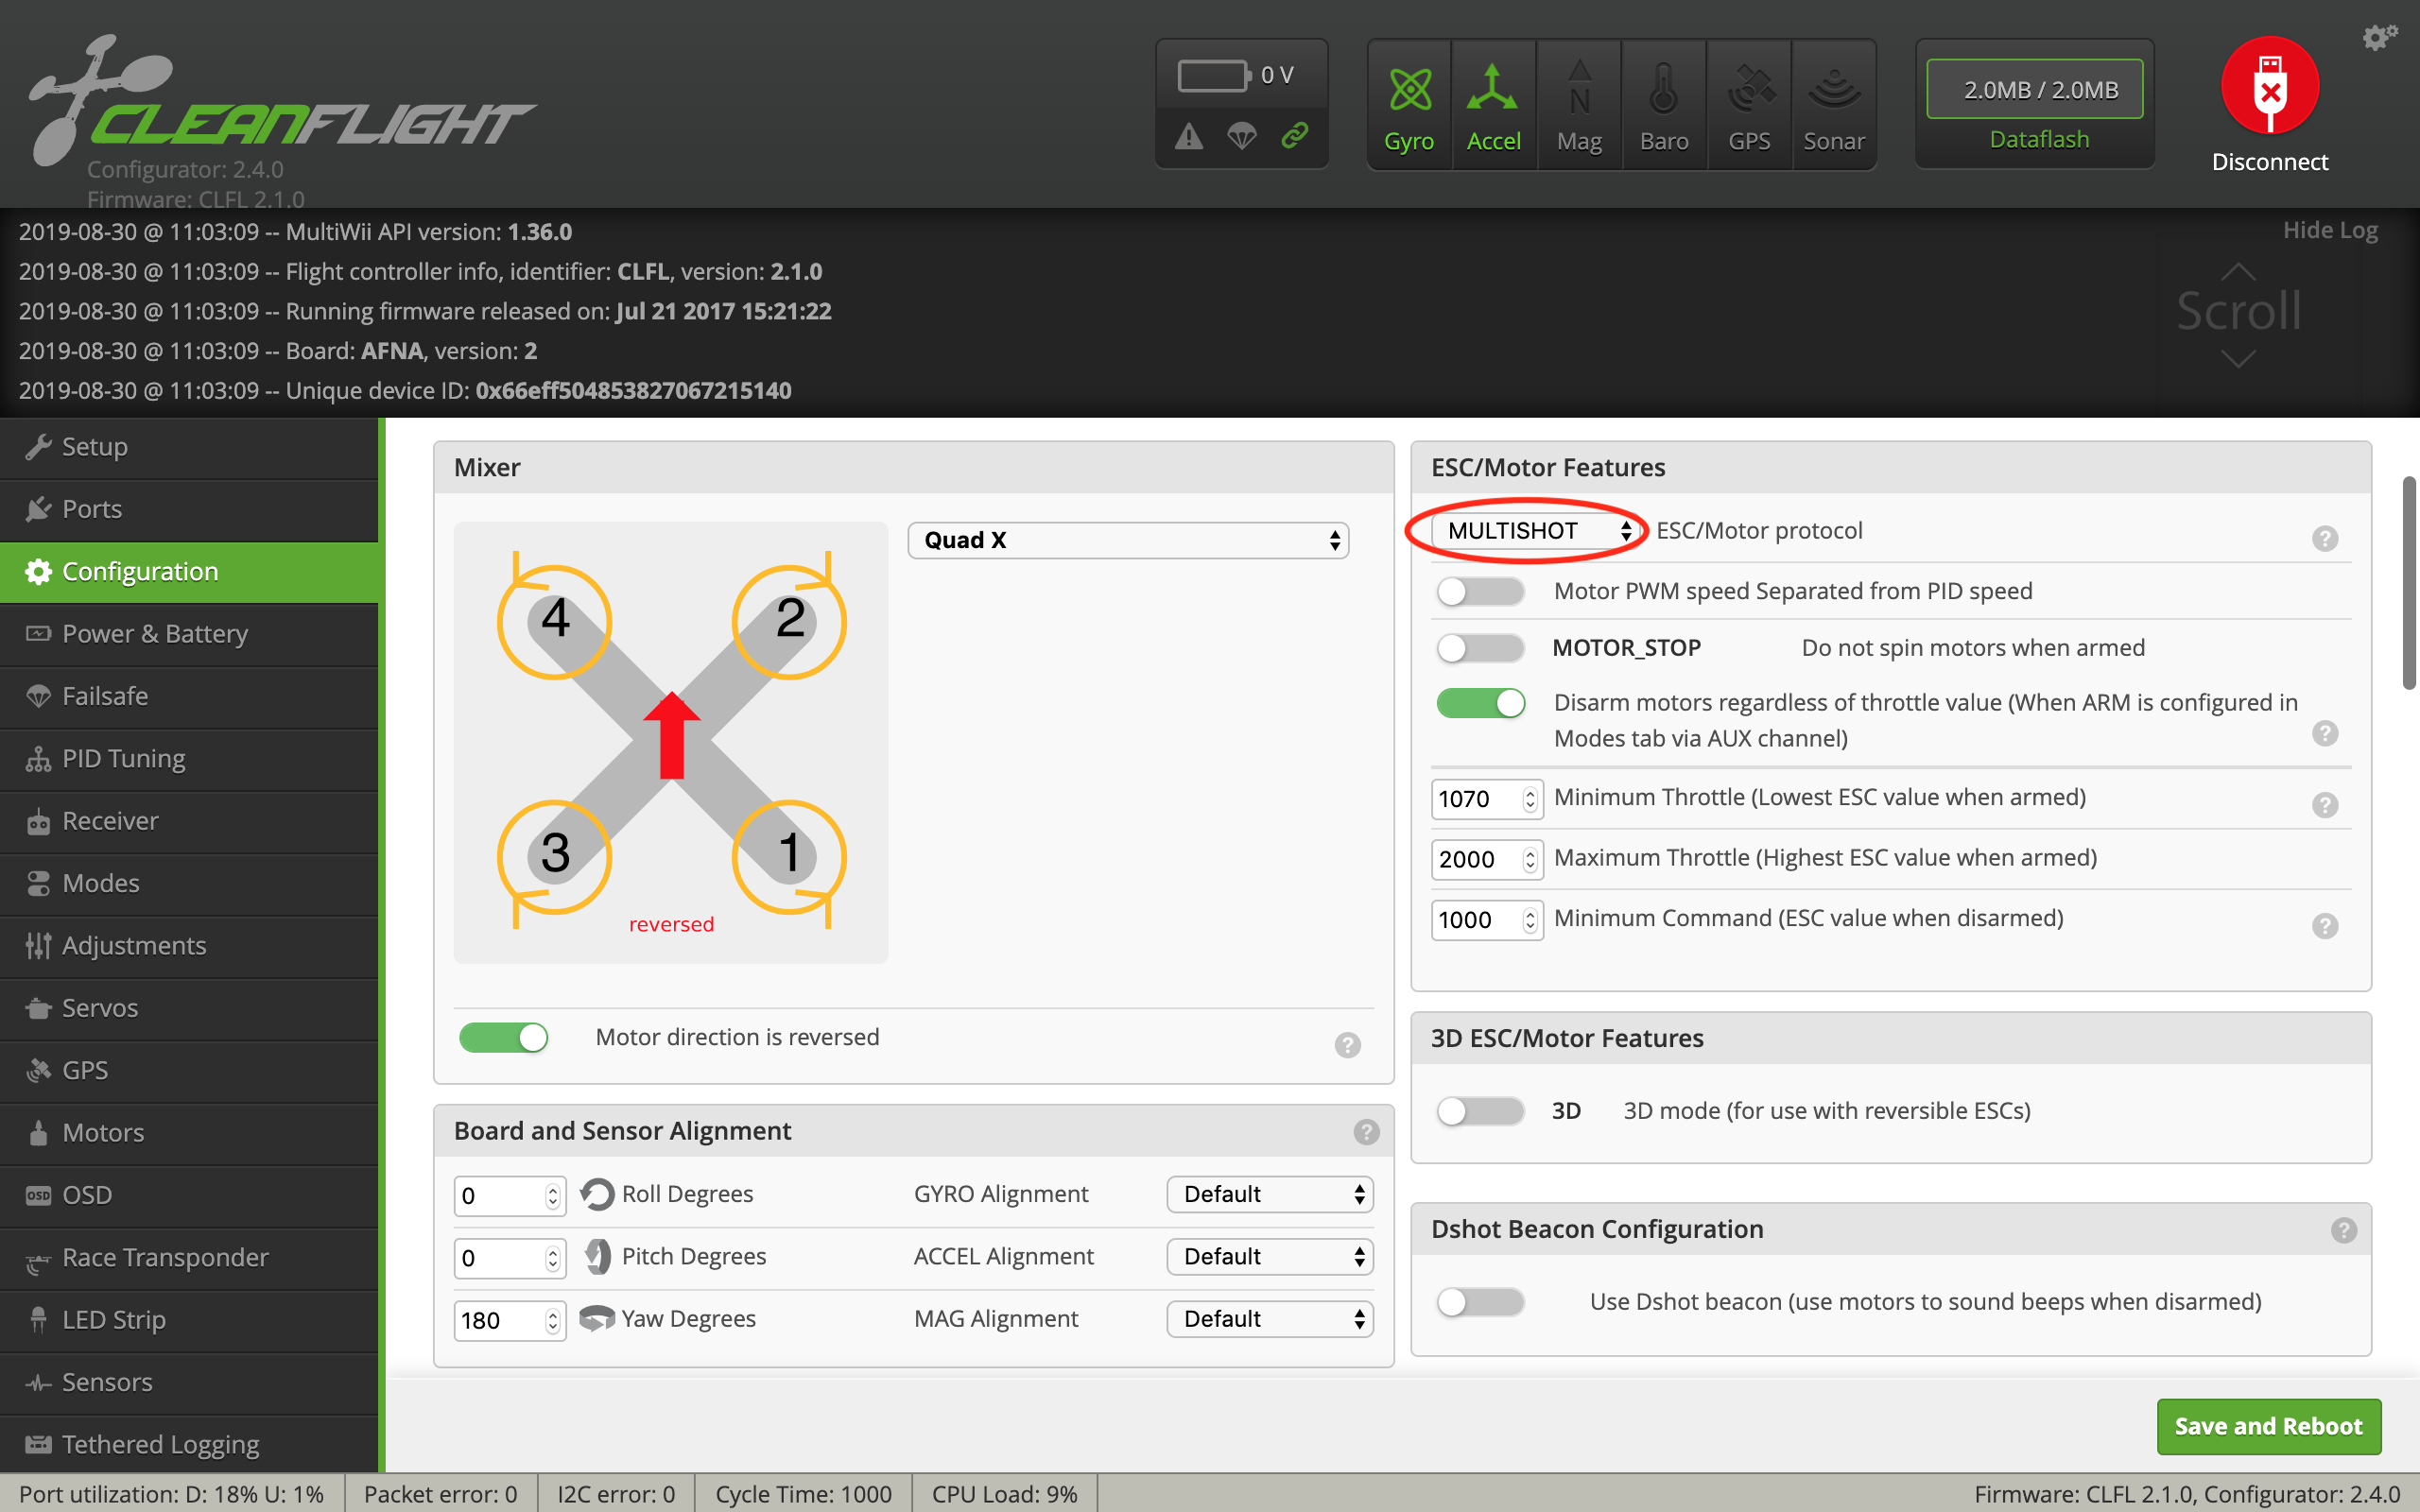 CLEANFLIGHT
Configurator: 2.4.0
Firmware: CLFL 2.1.0
0 V
Gyro
Accel
N
Mag
Baro
GPS
Sonar
2.0MB / 2.0MB
Dataflash
Disconnect
2019-08-30 @ 11:03:09 -- MultiWii API version: 1.36.0
2019-08-30 @ 11:03:09 -- Flight controller info, identifier: CLFL, version: 2.1.0
2019-08-30 @ 11:03:09 -- Running firmware released on: Jul 21 2017 15:21:22
2019-08-30 @ 11:03:09 -- Board: AFNA, version: 2
2019-08-30 @ 11:03:09 -- Unique device ID: 0x66eff504853827067215140
Hide Log
Scroll
Setup
Ports
Configuration
Power & Battery
Failsafe
PID Tuning
Receiver
Modes
Adjustments
Servos
GPS
Motors
OSD OSD
Race Transponder
LED Strip
Sensors
Tethered Logging
Mixer
Quad X
4
2
3
1
reversed
Motor direction is reversed ?
Board and Sensor Alignment ?
0 Roll Degrees GYRO Alignment Default
0 Pitch Degrees ACCEL Alignment Default
180 Yaw Degrees MAG Alignment Default
ESC/Motor Features
MULTISHOT ESC/Motor protocol ?
Motor PWM speed Separated from PID speed
MOTOR_STOP Do not spin motors when armed
Disarm motors regardless of throttle value (When ARM is configured in
Modes tab via AUX channel) ?
1070 Minimum Throttle (Lowest ESC value when armed) ?
2000 Maximum Throttle (Highest ESC value when armed)
1000 Minimum Command (ESC value when disarmed) ?
3D ESC/Motor Features
3D 3D mode (for use with reversible ESCs)
Dshot Beacon Configuration ?
Use Dshot beacon (use motors to sound beeps when disarmed)
Save and Reboot
Port utilization: D: 18% U: 1%
Packet error: 0
I2C error: 0
Cycle Time: 1000
CPU Load: 9%
Firmware: CLFL 2.1.0, Configurator: 2.4.0